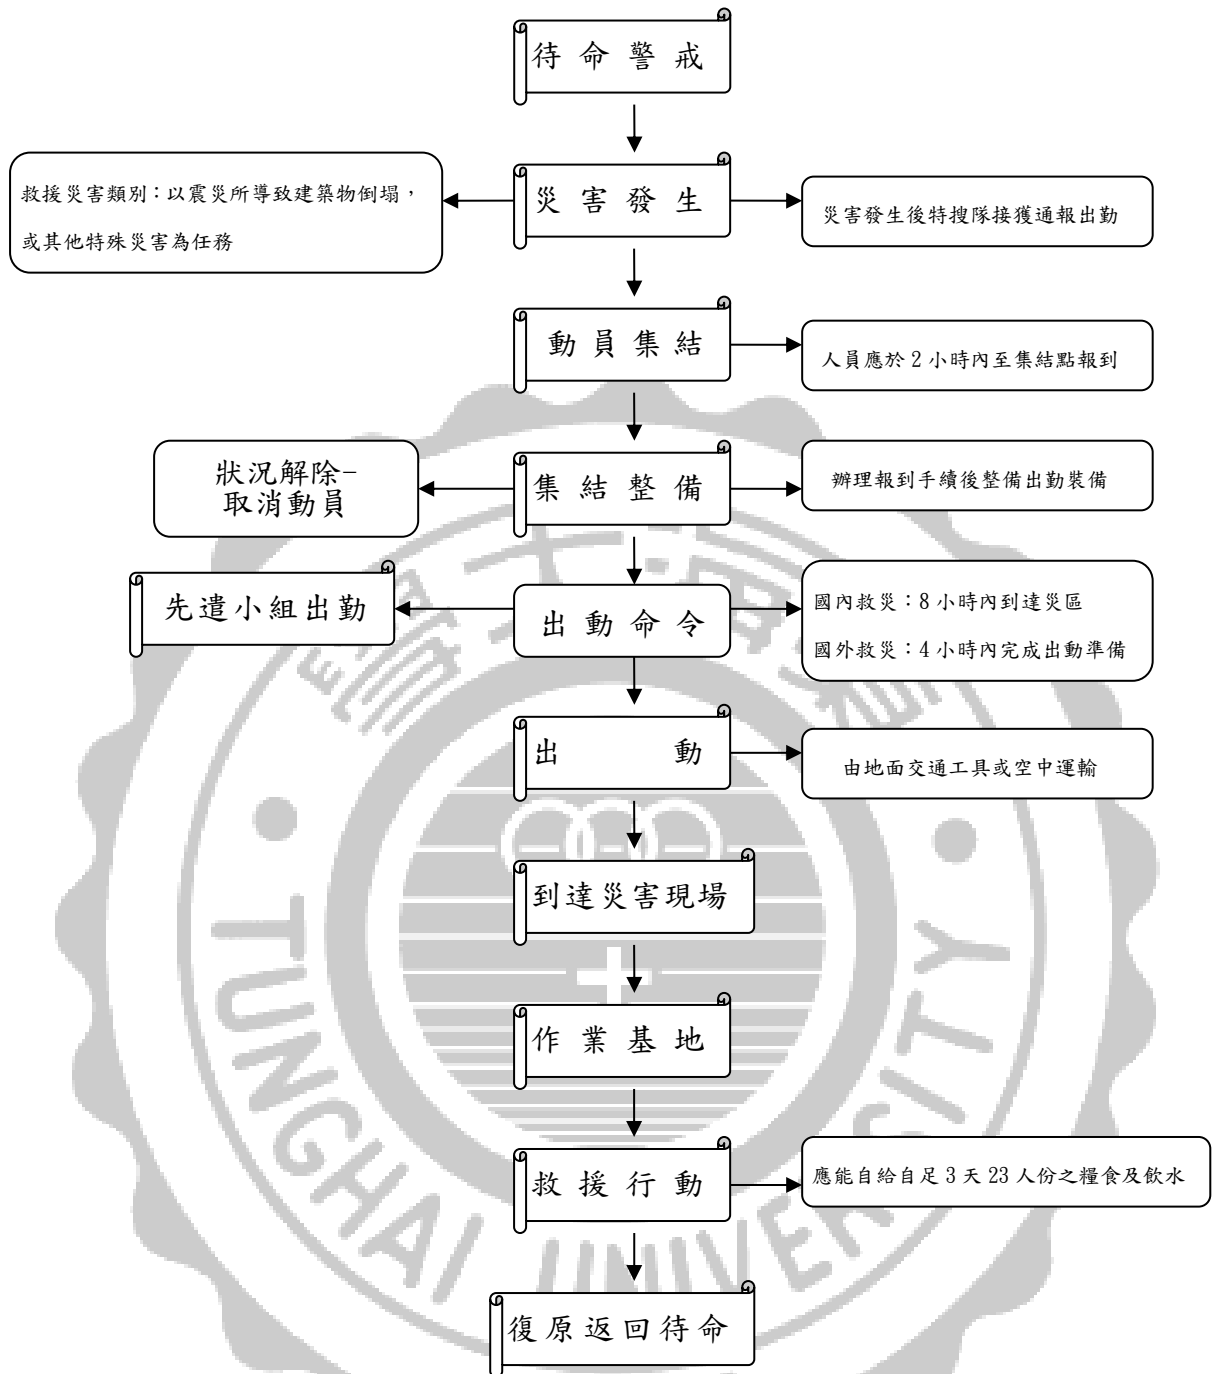 待命警戒
救援災害類別：以震災所導致建築物倒塌，
或其他特殊災害為任務
災害發生
災害發生後特搜隊接獲通報出勤
動員集結
人員應於2小時內至集結點報到
狀況解除-
取消動員
集結整備
辦理報到手續後整備出勤裝備
先遣小組出勤
出動命令
國內救災：8小時內到達災區
國外救災：4小時內完成出動準備
出動
由地面交通工具或空中運輸
到達災害現場
作業基地
救援行動
應能自給自足3天23人份之糧食及飲水
復原返回待命
TUNGHAI UNIVERSITY